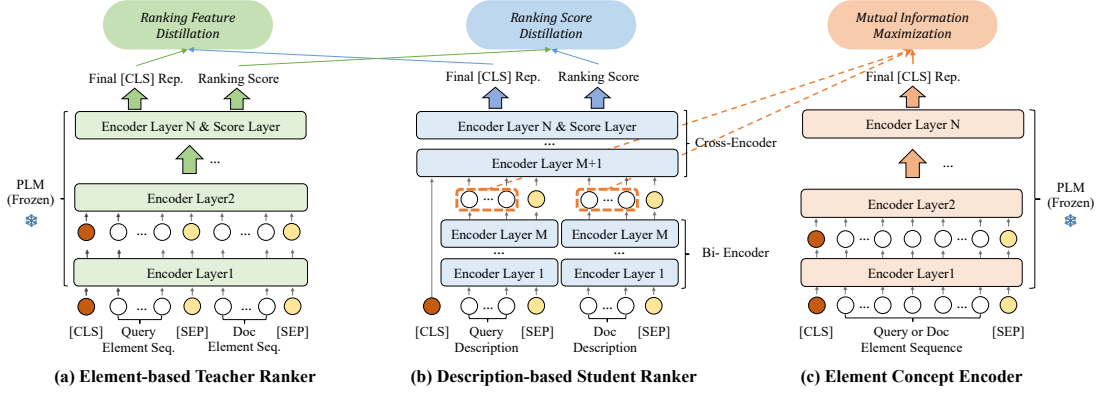 Ranking Feature
Distillation
Ranking Score
Distillation
Mutual Information
Maximization
Final [CLS] Rep.
Ranking Score
Encoder Layer N & Score Layer
...
Encoder Layer2
...
Encoder Layer1
...
...
PLM
(Frozen)
[CLS]
Query
Element Seq.
[SEP]
Doc
Element Seq.
[SEP]
(a) Element-based Teacher Ranker
Final [CLS] Rep.
Ranking Score
Encoder Layer N & Score Layer
...
Encoder Layer M+1
Cross-Encoder
...
...
Encoder Layer M
Encoder Layer M
...
...
Encoder Layer 1
Encoder Layer 1
Bi- Encoder
...
...
[CLS]
Query
Description
[SEP]
Doc
Description
[SEP]
(b) Description-based Student Ranker
Final [CLS] Rep.
Encoder Layer N
...
Encoder Layer2
...
Encoder Layer1
...
PLM
(Frozen)
[CLS]
Query or Doc
Element Sequence
[SEP]
(c) Element Concept Encoder